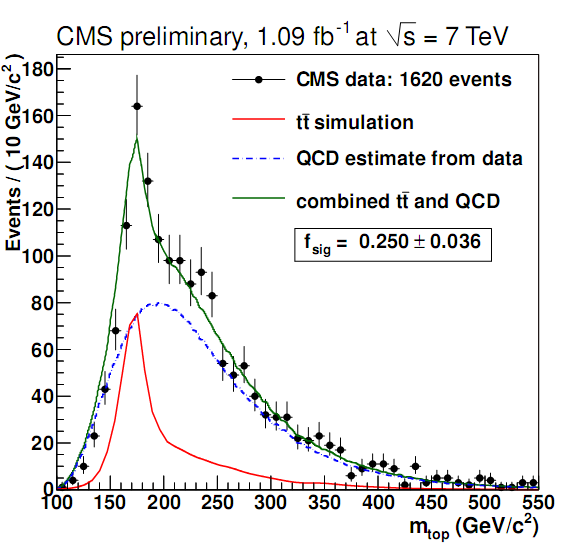 CMS preliminary, 1.09 fb⁻¹ at √s = 7 TeV
Events / ( 10 GeV/c² )
180
160
140
120
100
80
60
40
20
0
CMS data: 1620 events
tt̄ simulation
QCD estimate from data
combined tt̄ and QCD
f_sig = 0.250 ± 0.036
100 150 200 250 300 350 400 450 500 550
m_top (GeV/c²)